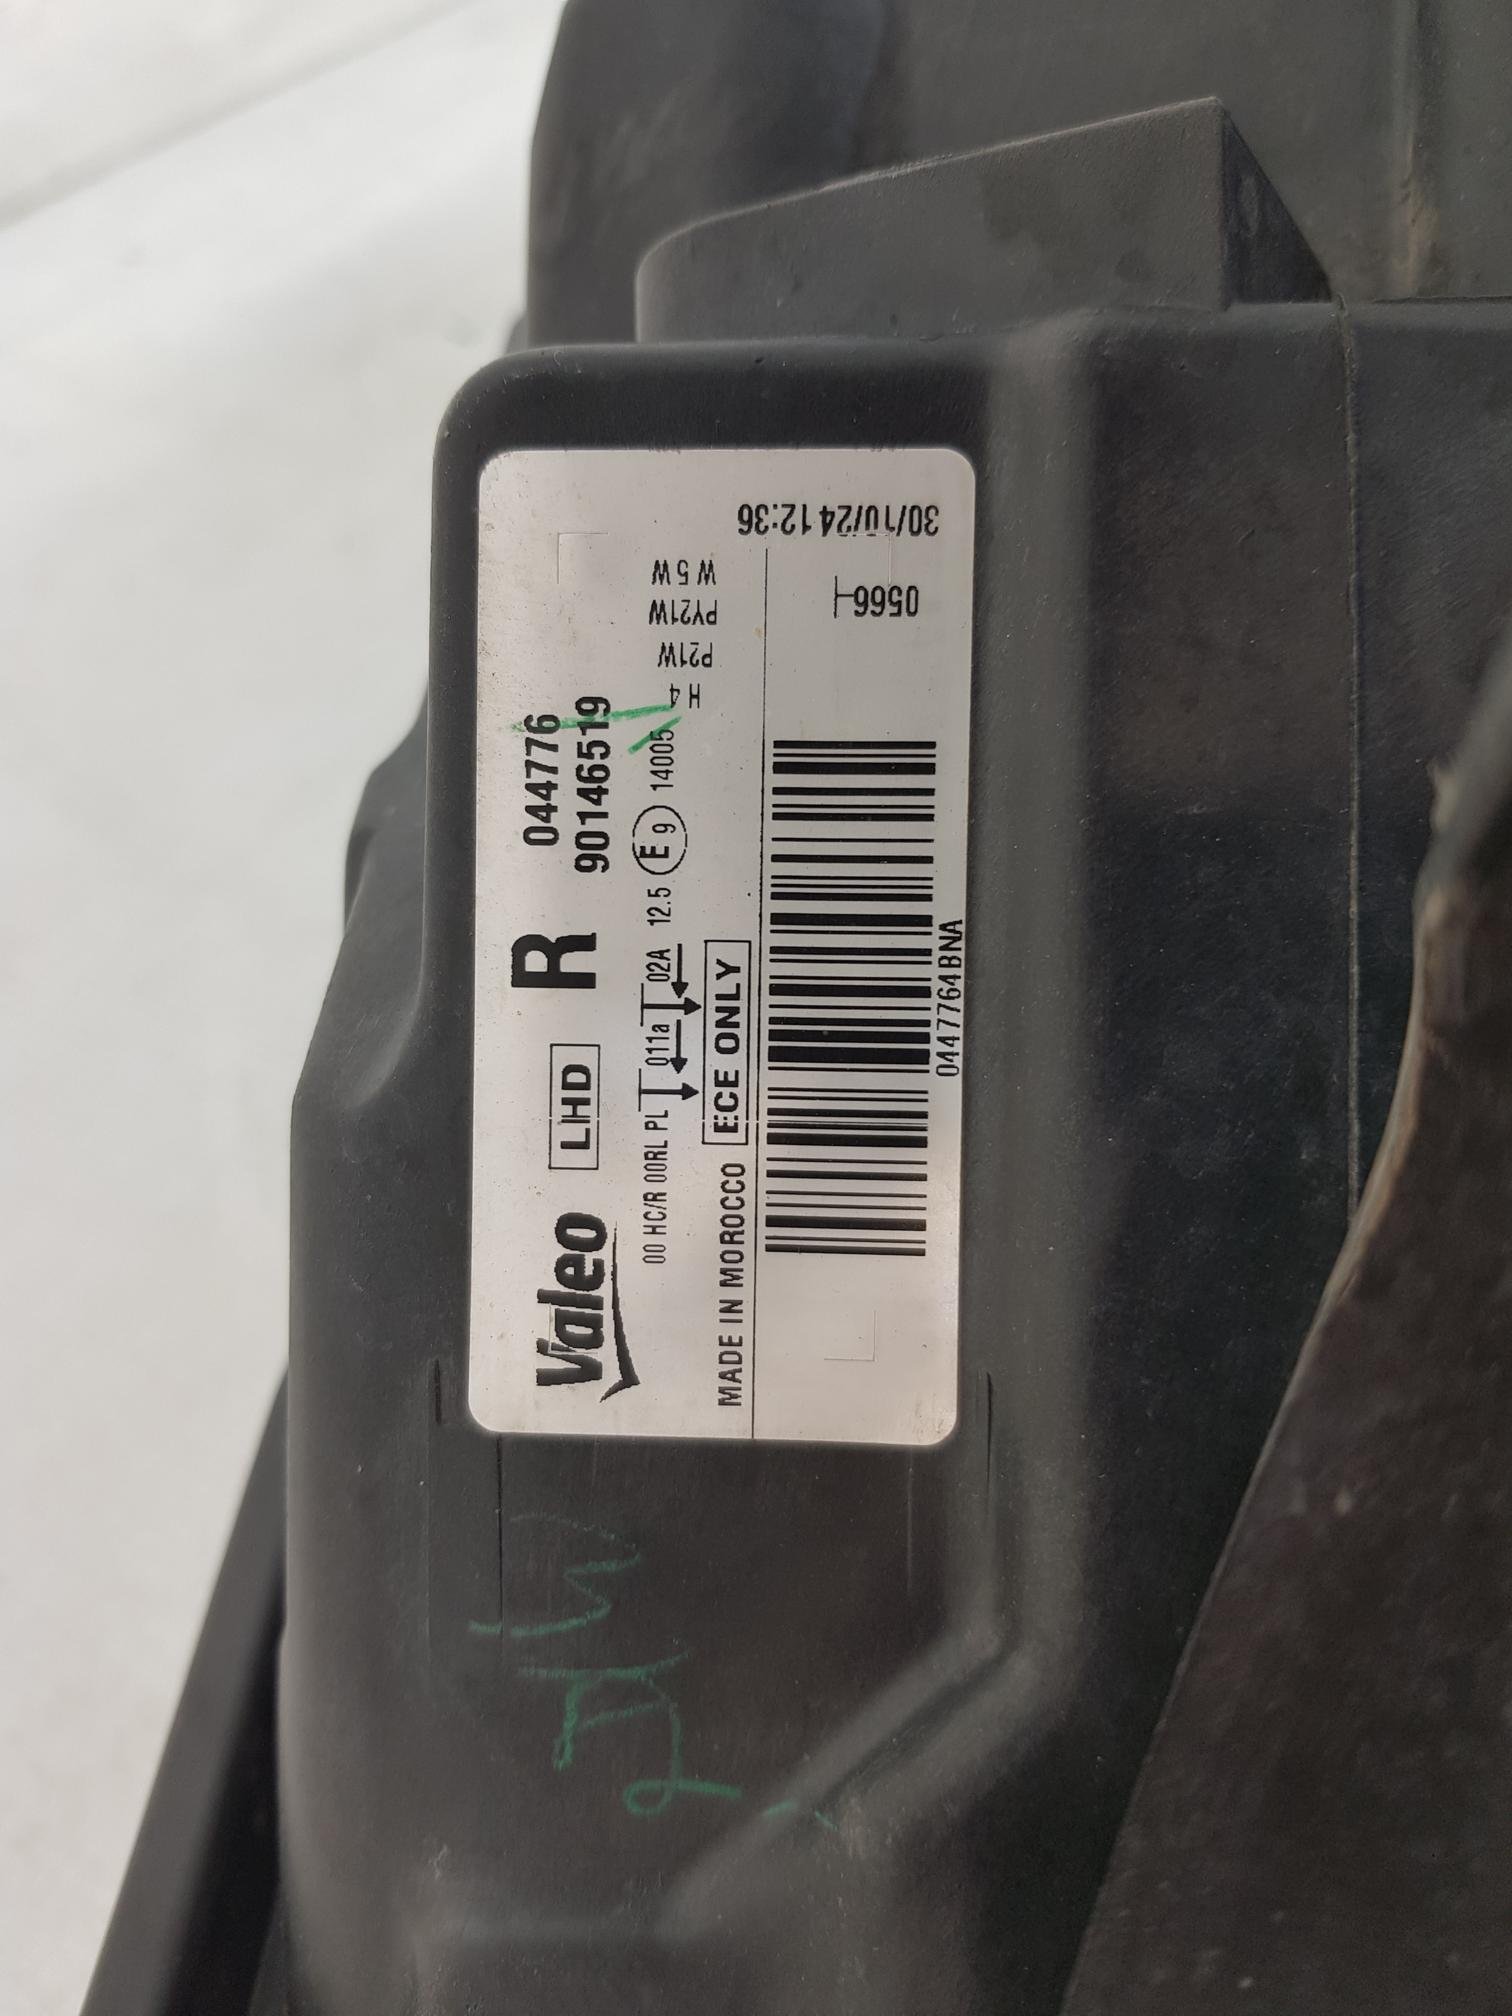 Valeo LHD R 044776
90146519
00 HC/R 00RL PL 011a 02A 12.5 E 9 14005
MADE IN MOROCCO ECE ONLY
H4
P21W
PY21W
W5W
30/10/24 12:36
0566
0447764BNA